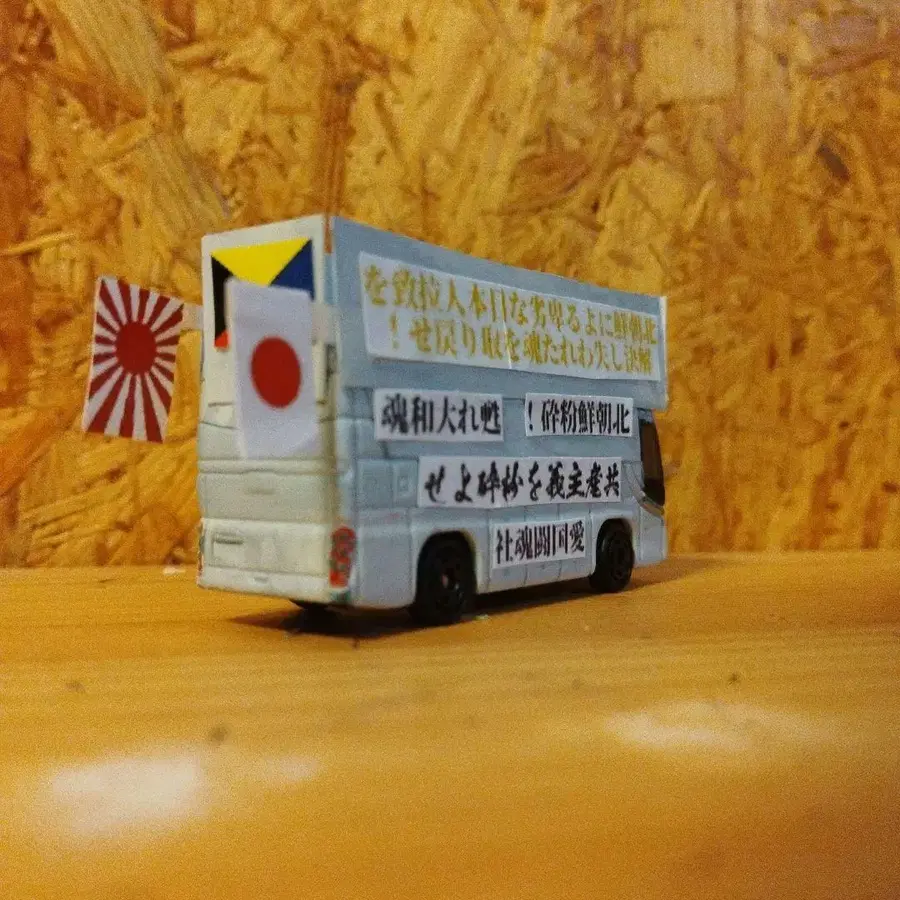 北朝鮮による卑劣な日本人拉致を
解決し失われた魂を取り戻せ！
北朝鮮粉砕！
甦れ大和魂
共産主義を粉砕よせ
愛国闘魂社